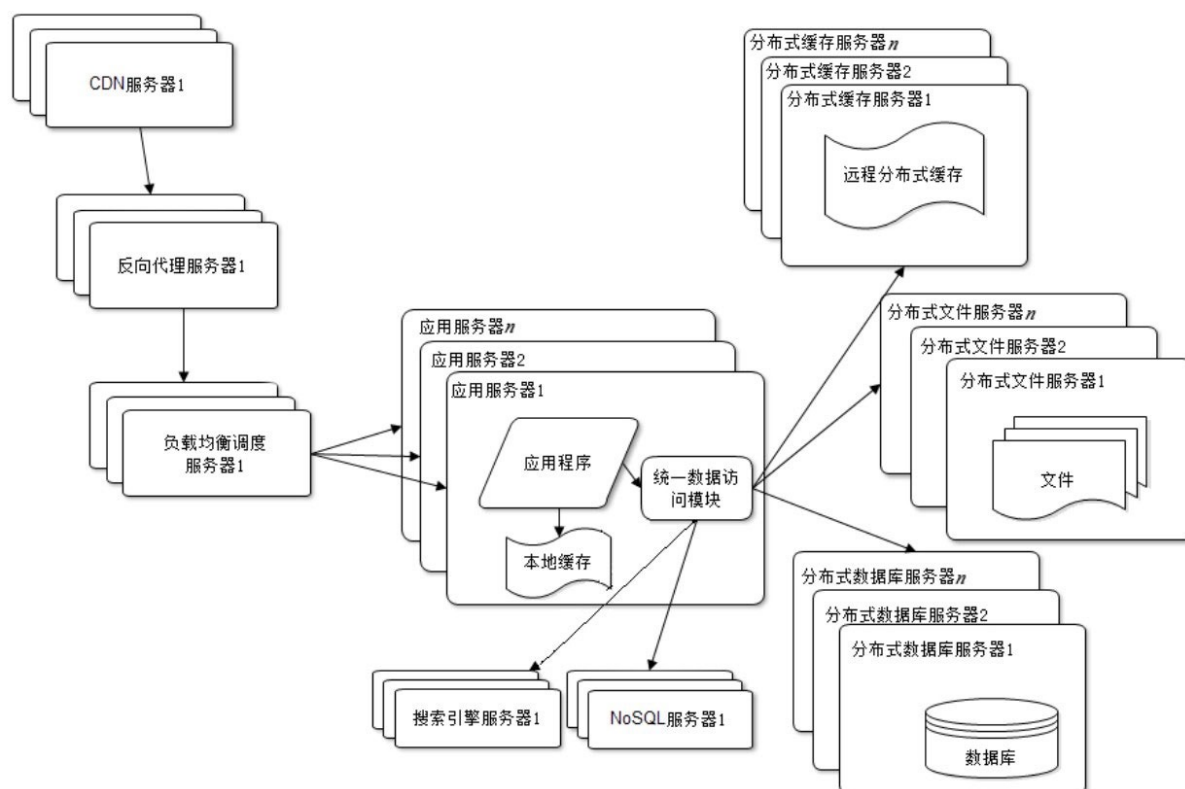 CDN服务器1
反向代理服务器1
负载均衡调度
服务器1
应用服务器n
应用服务器2
应用服务器1
应用程序
统一数据访
问模块
本地缓存
搜索引擎服务器1
NoSQL服务器1
分布式缓存服务器n
分布式缓存服务器2
分布式缓存服务器1
远程分布式缓存
分布式文件服务器n
分布式文件服务器2
分布式文件服务器1
文件
分布式数据库服务器n
分布式数据库服务器2
分布式数据库服务器1
数据库